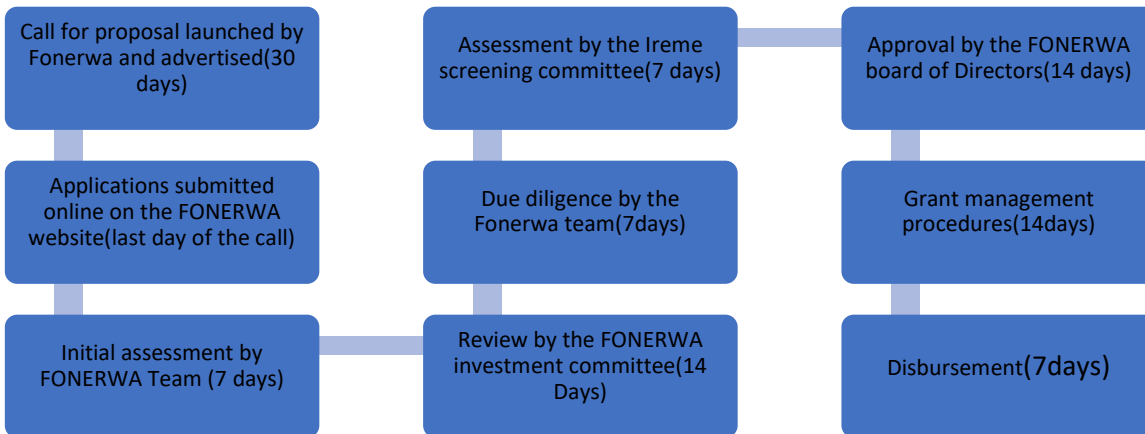 Call for proposal launched by
Fonerwa and advertised(30
days)
Applications submitted
online on the FONERWA
website(last day of the call)
Initial assessment by
FONERWA Team (7 days)
Review by the FONERWA
investment committee(14
Days)
Due diligence by the
Fonerwa team(7days)
Assessment by the Ireme
screening committee(7 days)
Approval by the FONERWA
board of Directors(14 days)
Grant management
procedures(14days)
Disbursement(7days)